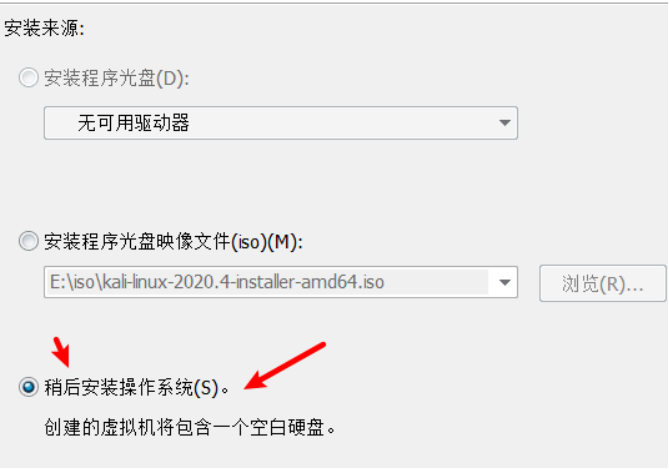 安装来源:
安装程序光盘(D):
无可用驱动器
安装程序光盘映像文件(iso)(M):
E:\iso\kali-linux-2020.4-installer-amd64.iso
浏览(R)...
稍后安装操作系统(S)。
创建的虚拟机将包含一个空白硬盘。